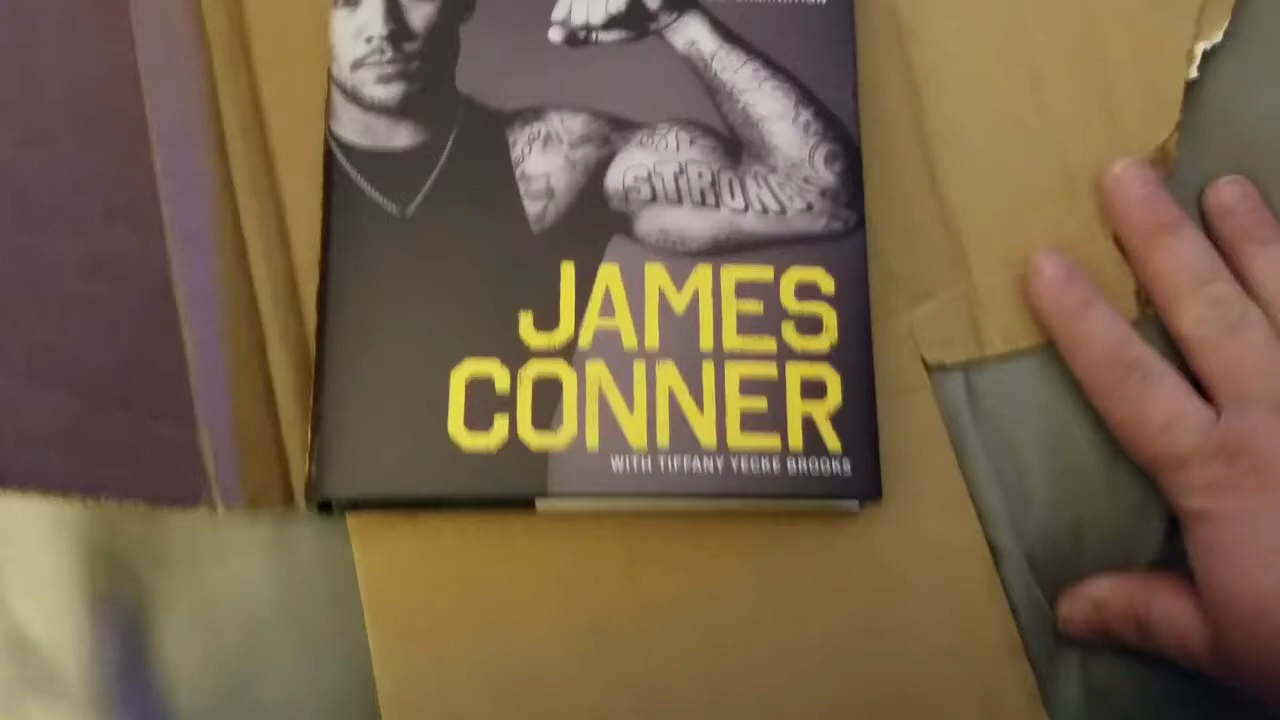 STRONG
JAMES
CONNER
WITH TIFFANY YECKE BROOKS